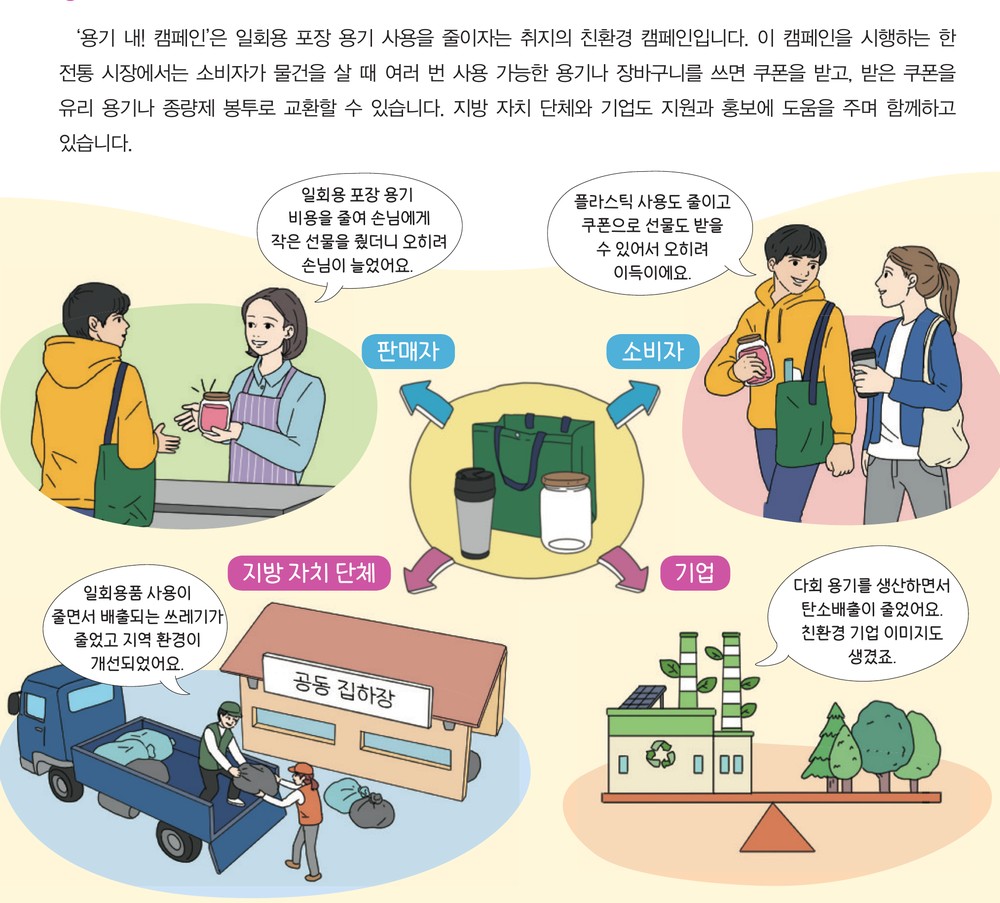 ‘용기 내! 캠페인’은 일회용 포장 용기 사용을 줄이자는 취지의 친환경 캠페인입니다. 이 캠페인을 시행하는 한
전통 시장에서는 소비자가 물건을 살 때 여러 번 사용 가능한 용기나 장바구니를 쓰면 쿠폰을 받고, 받은 쿠폰을
유리 용기나 종량제 봉투로 교환할 수 있습니다. 지방 자치 단체와 기업도 지원과 홍보에 도움을 주며 함께하고
있습니다.
일회용 포장 용기
비용을 줄여 손님에게
작은 선물을 줬더니 오히려
손님이 늘었어요.
플라스틱 사용도 줄이고
쿠폰으로 선물도 받을
수 있어서 오히려
이득이에요.
판매자
소비자
지방 자치 단체
기업
일회용품 사용이
줄면서 배출되는 쓰레기가
줄었고 지역 환경이
개선되었어요.
공동 집하장
다회 용기를 생산하면서
탄소배출이 줄었어요.
친환경 기업 이미지도
생겼죠.